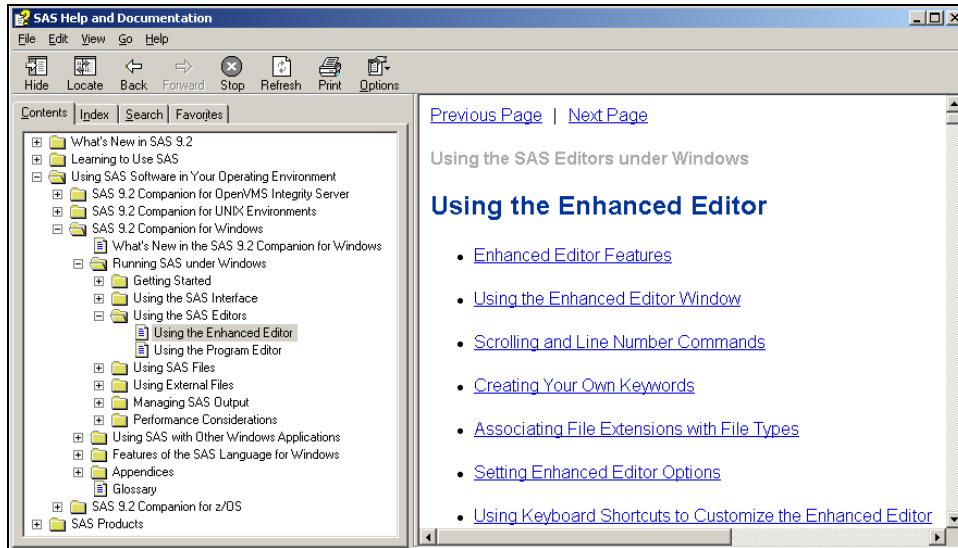 SAS Help and Documentation
File Edit View Go Help
Hide Locate Back Forward Stop Refresh Print Options
Contents Index Search Favorites
What's New in SAS 9.2
Learning to Use SAS
Using SAS Software in Your Operating Environment
SAS 9.2 Companion for OpenVMS Integrity Server
SAS 9.2 Companion for UNIX Environments
SAS 9.2 Companion for Windows
What's New in the SAS 9.2 Companion for Windows
Running SAS under Windows
Getting Started
Using the SAS Interface
Using the SAS Editors
Using the Enhanced Editor
Using the Program Editor
Using SAS Files
Using External Files
Managing SAS Output
Performance Considerations
Using SAS with Other Windows Applications
Features of the SAS Language for Windows
Appendices
Glossary
SAS 9.2 Companion for z/OS
SAS Products
Previous Page | Next Page
Using the SAS Editors under Windows
Using the Enhanced Editor
• Enhanced Editor Features
• Using the Enhanced Editor Window
• Scrolling and Line Number Commands
• Creating Your Own Keywords
• Associating File Extensions with File Types
• Setting Enhanced Editor Options
• Using Keyboard Shortcuts to Customize the Enhanced Editor